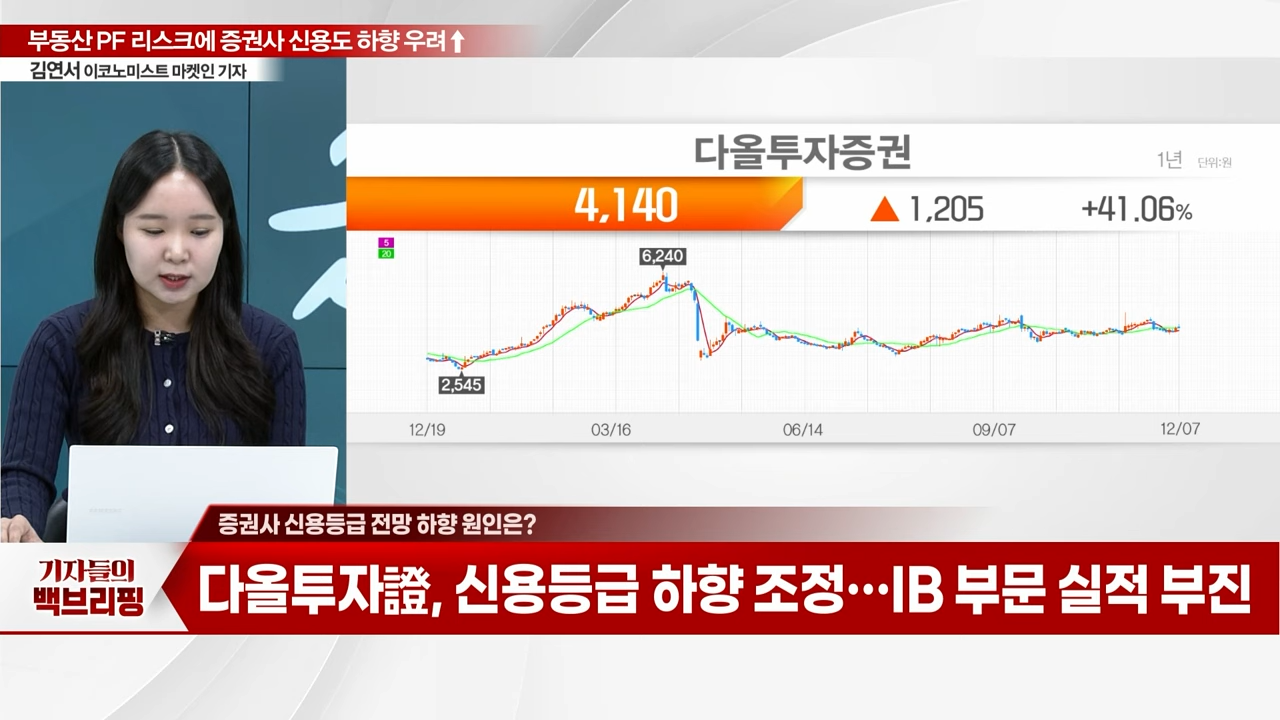 부동산 PF 리스크에 증권사 신용도 하향 우려⬆
김연서 이코노미스트 마켓인 기자
다올투자증권
1년 단위:원
4,140 ▲ 1,205 +41.06%
5
20
6,240
2,545
12/19 03/16 06/14 09/07 12/07
증권사 신용등급 전망 하향 원인은?
기자들의
백브리핑
다올투자證, 신용등급 하향 조정…IB 부문 실적 부진